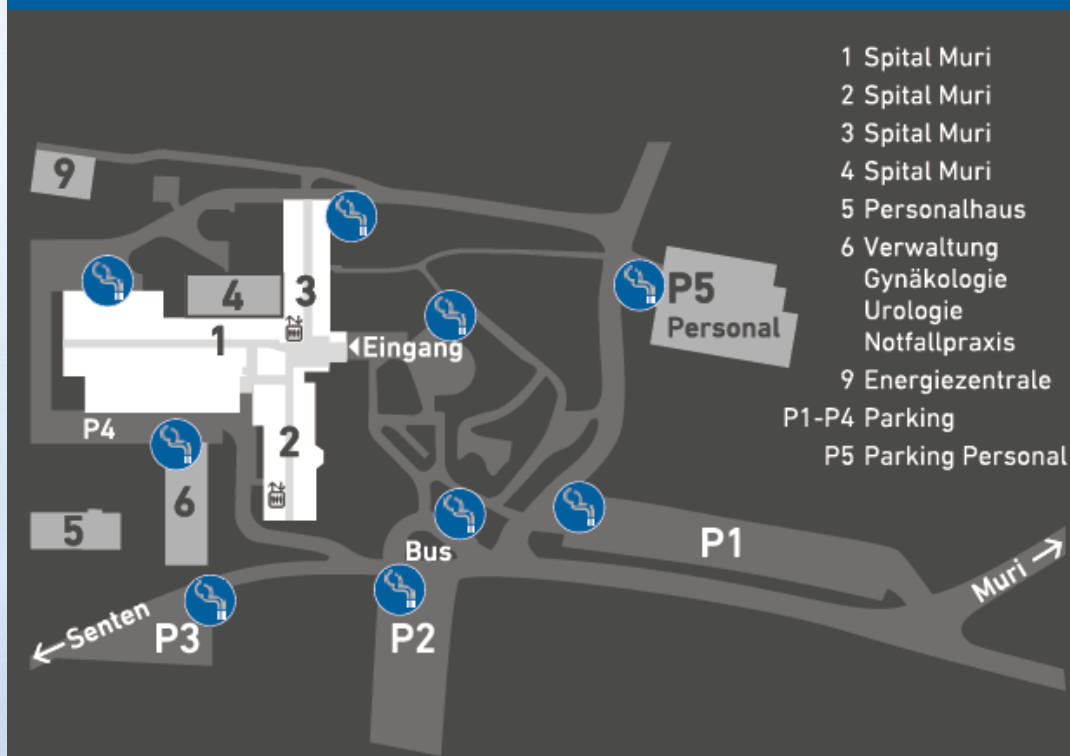 1 Spital Muri
2 Spital Muri
3 Spital Muri
4 Spital Muri
5 Personalhaus
6 Verwaltung
Gynäkologie
Urologie
Notfallpraxis
9 Energiezentrale
P1-P4 Parking
P5 Parking Personal
9
4
3
1
Eingang
P5
Personal
P4
2
6
5
Bus
P1
Muri
Senten
P3
P2